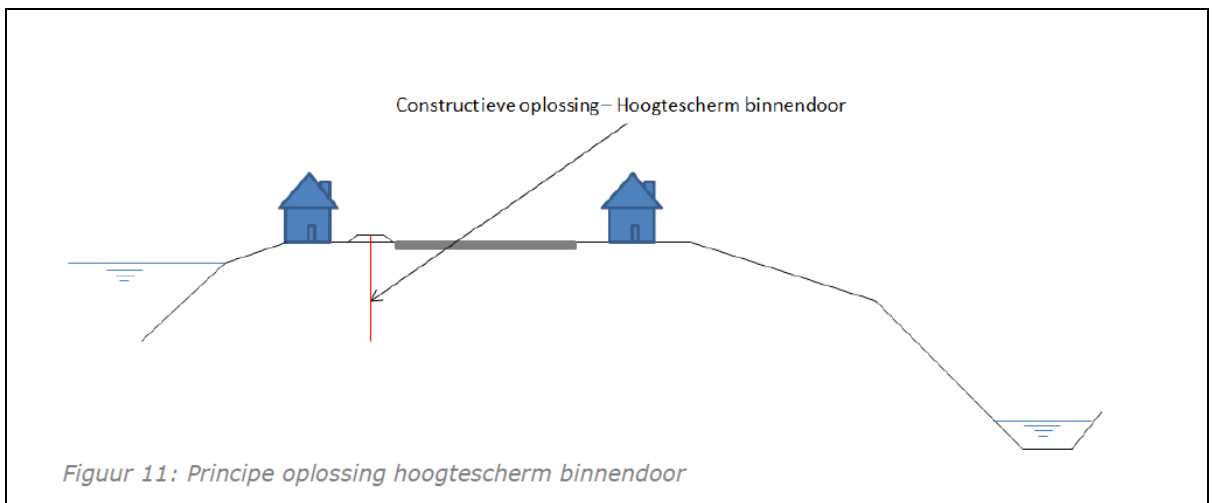 Constructieve oplossing – Hoogtescherm binnendoor
Figuur 11: Principe oplossing hoogtescherm binnendoor